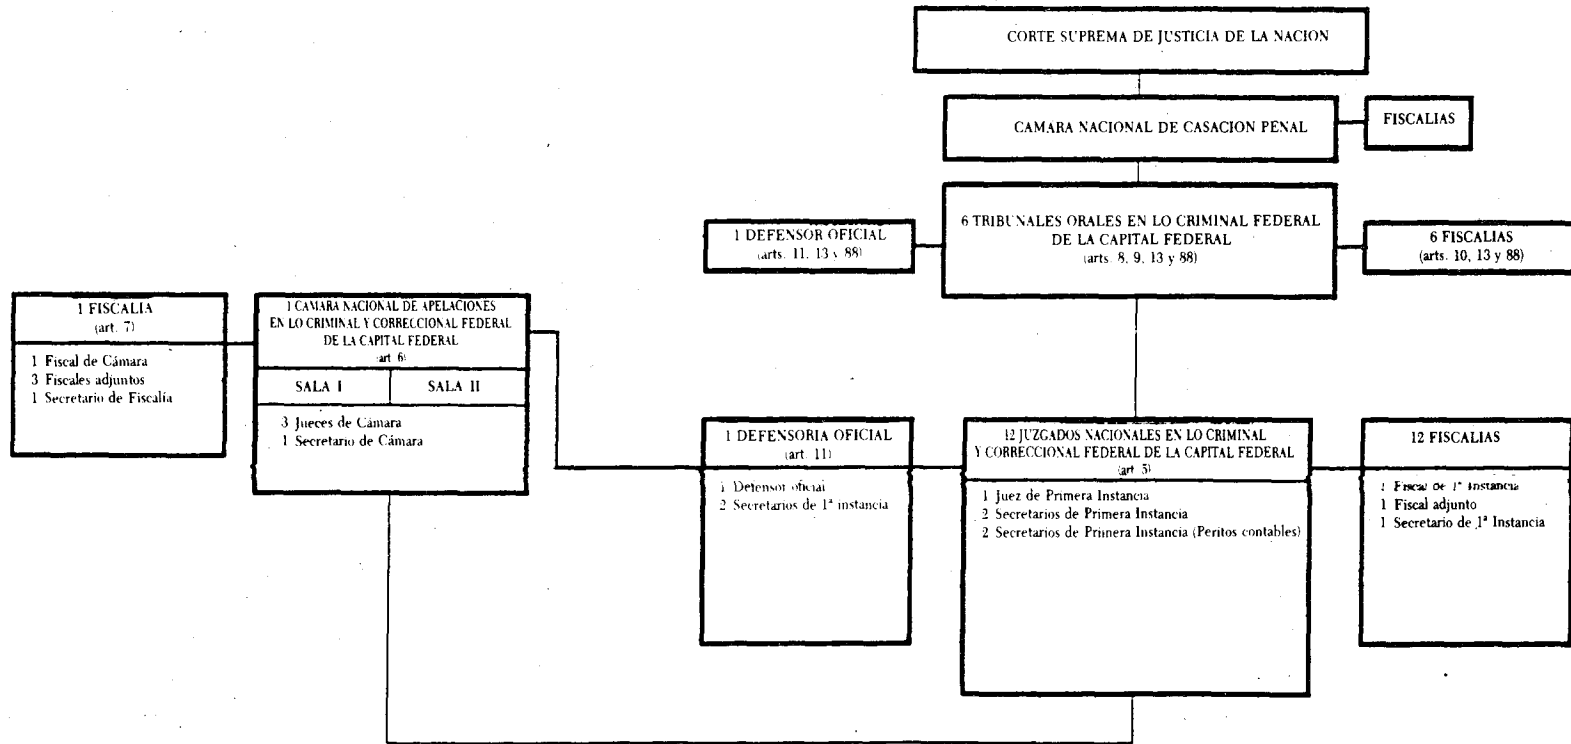 CORTE SUPREMA DE JUSTICIA DE LA NACION
CAMARA NACIONAL DE CASACION PENAL
FISCALIAS
6 TRIBUNALES ORALES EN LO CRIMINAL FEDERAL
DE LA CAPITAL FEDERAL
(arts. 8, 9, 13 y 88)
1 DEFENSOR OFICIAL
(arts. 11, 13 y 88)
6 FISCALIAS
(arts. 10, 13 y 88)
1 FISCALIA
(art. 7)
1 Fiscal de Cámara
3 Fiscales adjuntos
1 Secretario de Fiscalía
1 CAMARA NACIONAL DE APELACIONES
EN LO CRIMINAL Y CORRECCIONAL FEDERAL
DE LA CAPITAL FEDERAL
(art. 6)
SALA I
SALA II
3 Jueces de Cámara
1 Secretario de Cámara
1 DEFENSORIA OFICIAL
(art. 11)
1 Defensor oficial
2 Secretarios de 1ª instancia
12 JUZGADOS NACIONALES EN LO CRIMINAL
Y CORRECCIONAL FEDERAL DE LA CAPITAL FEDERAL
(art. 5)
1 Juez de Primera Instancia
2 Secretarios de Primera Instancia
2 Secretarios de Primera Instancia (Peritos contables)
12 FISCALIAS
1 Fiscal de 1ª Instancia
1 Fiscal adjunto
1 Secretario de 1ª Instancia